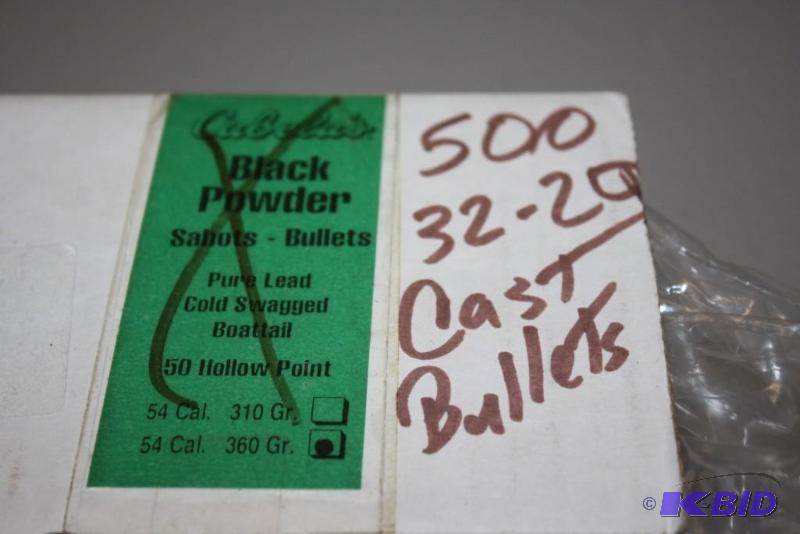 Cabela's
Black
Powder
Sabots - Bullets
Pure Lead
Cold Swagged
Boattail
50 Hollow Point
54 Cal. 310 Gr.
54 Cal. 360 Gr.
500
32-20
Cast
Bullets
© K-BID